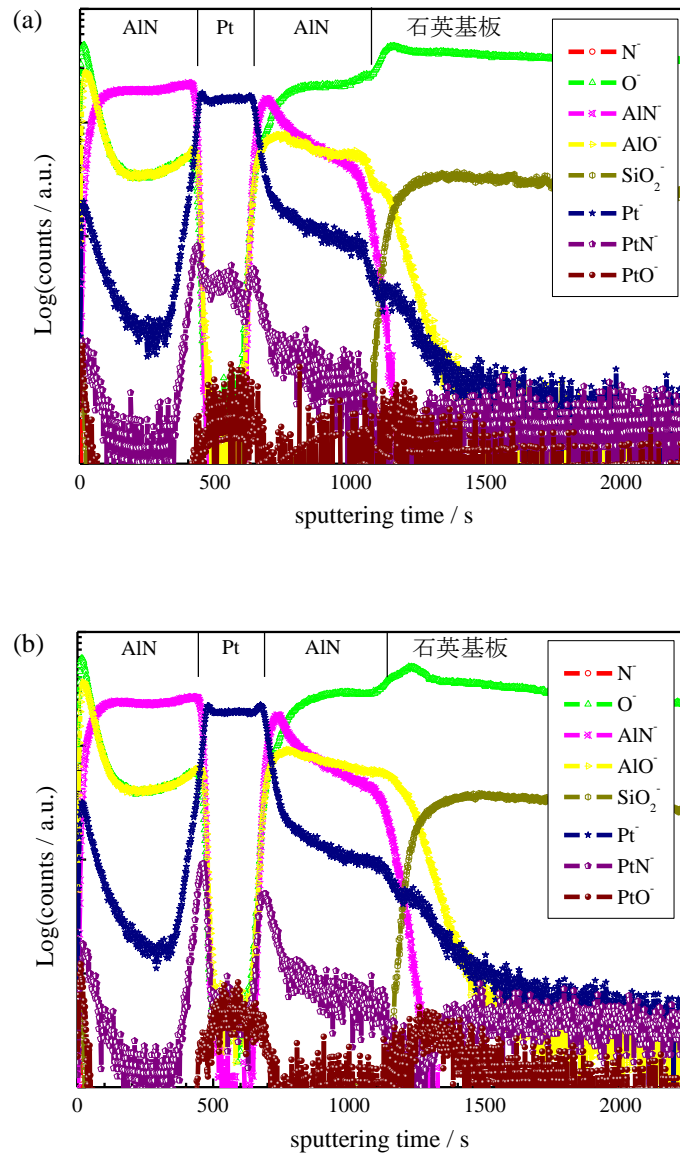 (a)
AlN Pt AlN 石英基板
N⁻
O⁻
AlN⁻
AlO⁻
SiO₂⁻
Pt⁻
PtN⁻
PtO⁻
Log(counts / a.u.)
0 500 1000 1500 2000
sputtering time / s
(b)
AlN Pt AlN 石英基板
N⁻
O⁻
AlN⁻
AlO⁻
SiO₂⁻
Pt⁻
PtN⁻
PtO⁻
Log(counts / a.u.)
0 500 1000 1500 2000
sputtering time / s